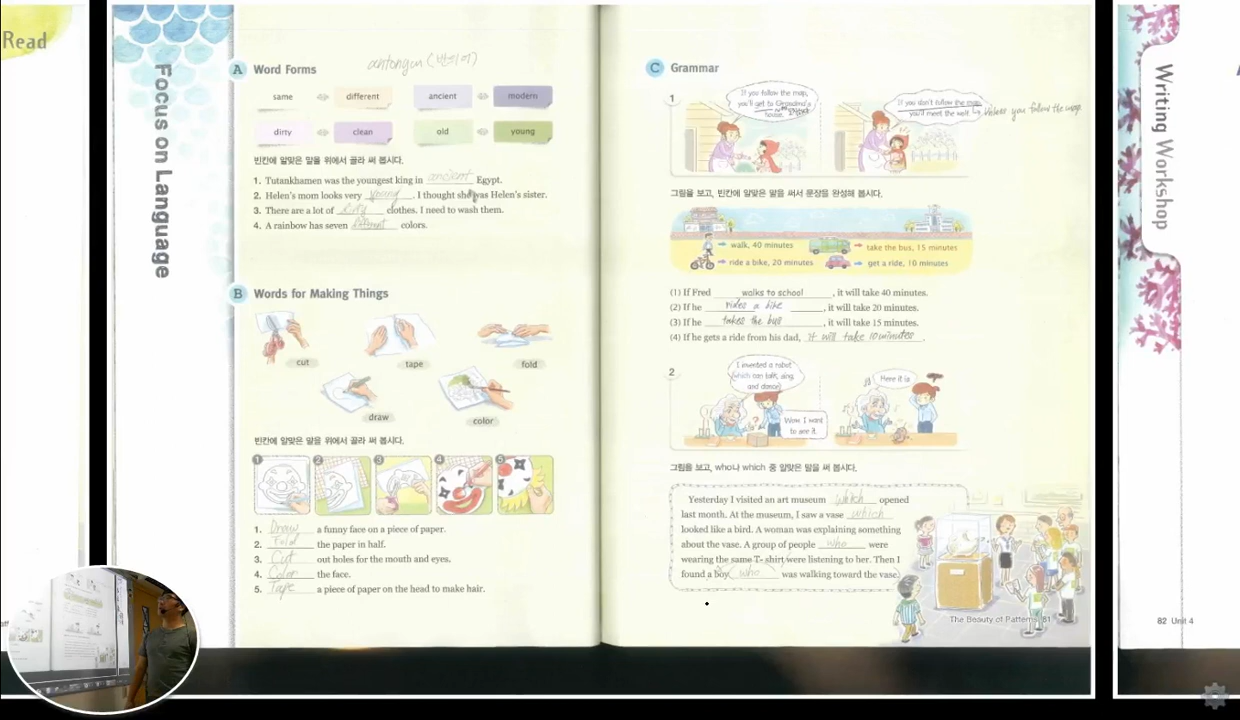 Read
Focus on Language
A Word Forms
antongun (반의어)
same different ancient modern
dirty clean old young
빈칸에 알맞은 말을 위에서 골라 써 봅시다.
1. Tutankhamen was the youngest king in ancient Egypt.
2. Helen's mom looks very young. I thought she was Helen's sister.
3. There are a lot of dirty clothes. I need to wash them.
4. A rainbow has seven different colors.
B Words for Making Things
cut tape fold
draw color
빈칸에 알맞은 말을 위에서 골라 써 봅시다.
1 2 3 4 5
1. Draw a funny face on a piece of paper.
2. Fold the paper in half.
3. Cut out holes for the mouth and eyes.
4. Color the face.
5. Tape a piece of paper on the head to make hair.
C Grammar
1
If you follow the map,
you'll get to Grandma's
house.
If you don't follow the map,
you'll meet the wolf.
Unless you follow the map
그림을 보고, 빈칸에 알맞은 말을 써서 문장을 완성해 봅시다.
walk, 40 minutes
take the bus, 15 minutes
ride a bike, 20 minutes
get a ride, 10 minutes
(1) If Fred walks to school, it will take 40 minutes.
(2) If he rides a bike, it will take 20 minutes.
(3) If he takes the bus, it will take 15 minutes.
(4) If he gets a ride from his dad, it will take 10 minutes.
2
I invented a robot
which can talk, sing,
and dance.
Wow. I want
to see it.
Here it is.
그림을 보고, who나 which 중 알맞은 말을 써 봅시다.
Yesterday I visited an art museum which opened
last month. At the museum, I saw a vase which
looked like a bird. A woman was explaining something
about the vase. A group of people who were
wearing the same T-shirt were listening to her. Then I
found a boy who was walking toward the vase.
The Beauty of Patterns 81
Writing Workshop
82 Unit 4